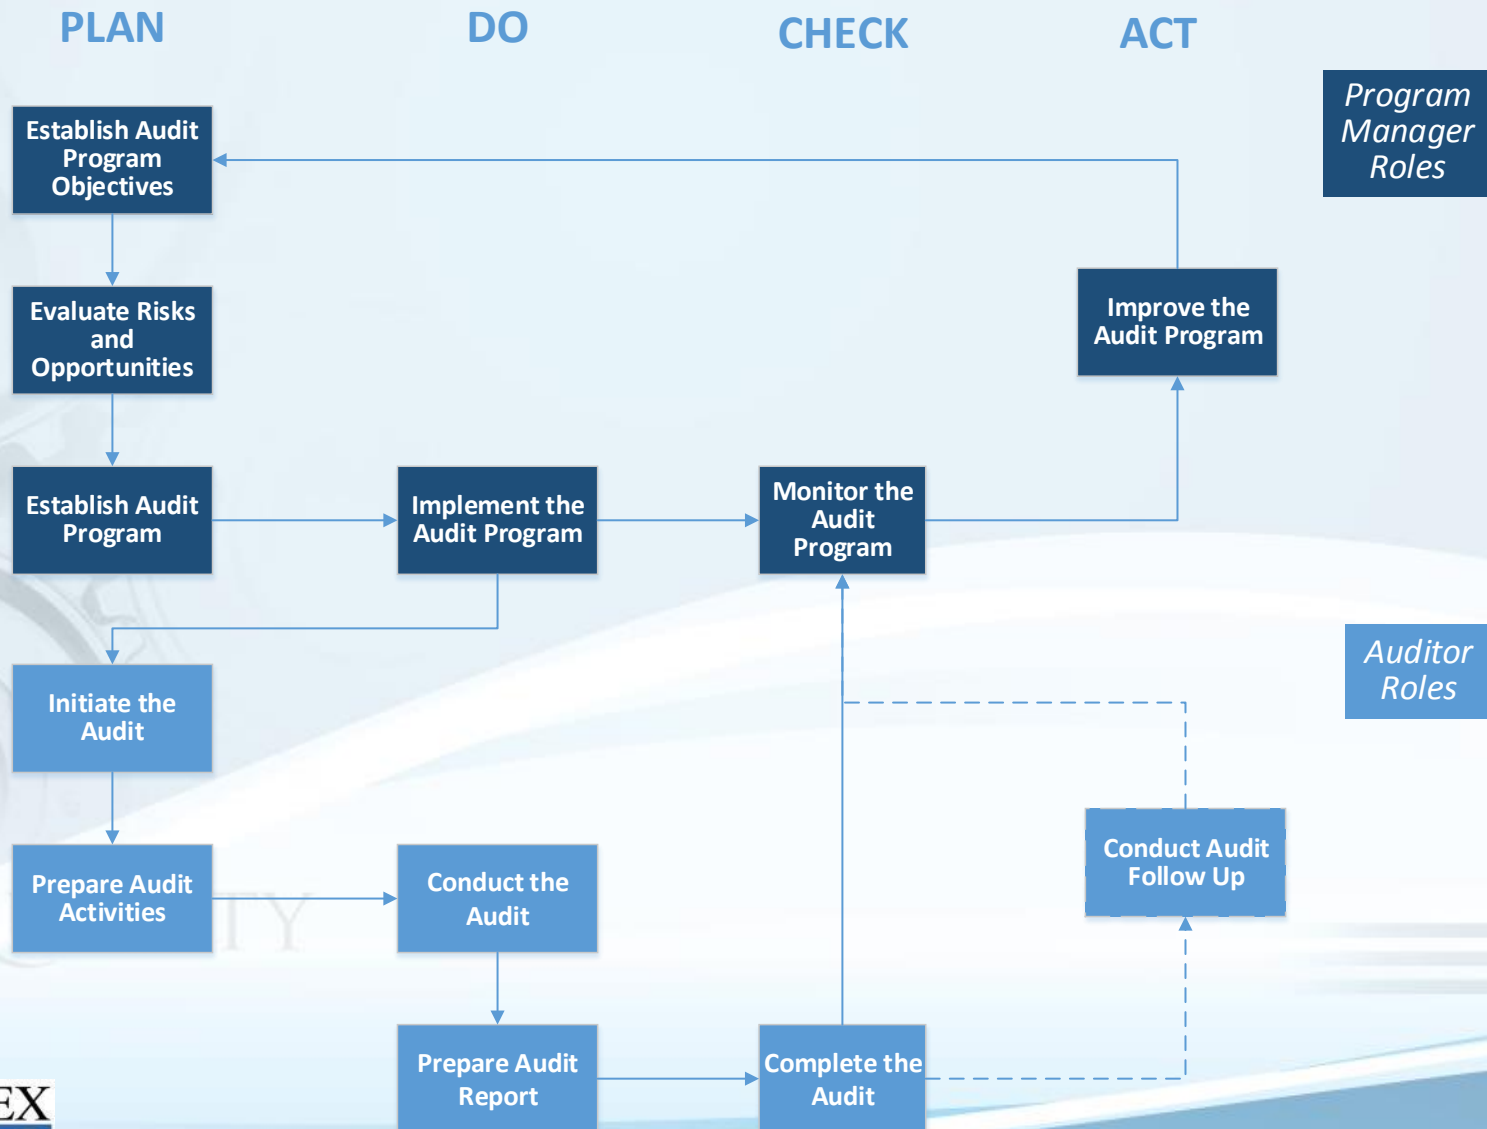 PLAN
DO
CHECK
ACT
Program
Manager
Roles
Establish Audit
Program
Objectives
Evaluate Risks
and
Opportunities
Improve the
Audit Program
Establish Audit
Program
Implement the
Audit Program
Monitor the
Audit
Program
Auditor
Roles
Initiate the
Audit
Conduct Audit
Follow Up
Prepare Audit
Activities
Conduct the
Audit
TY
Prepare Audit
Report
Complete the
Audit
EX